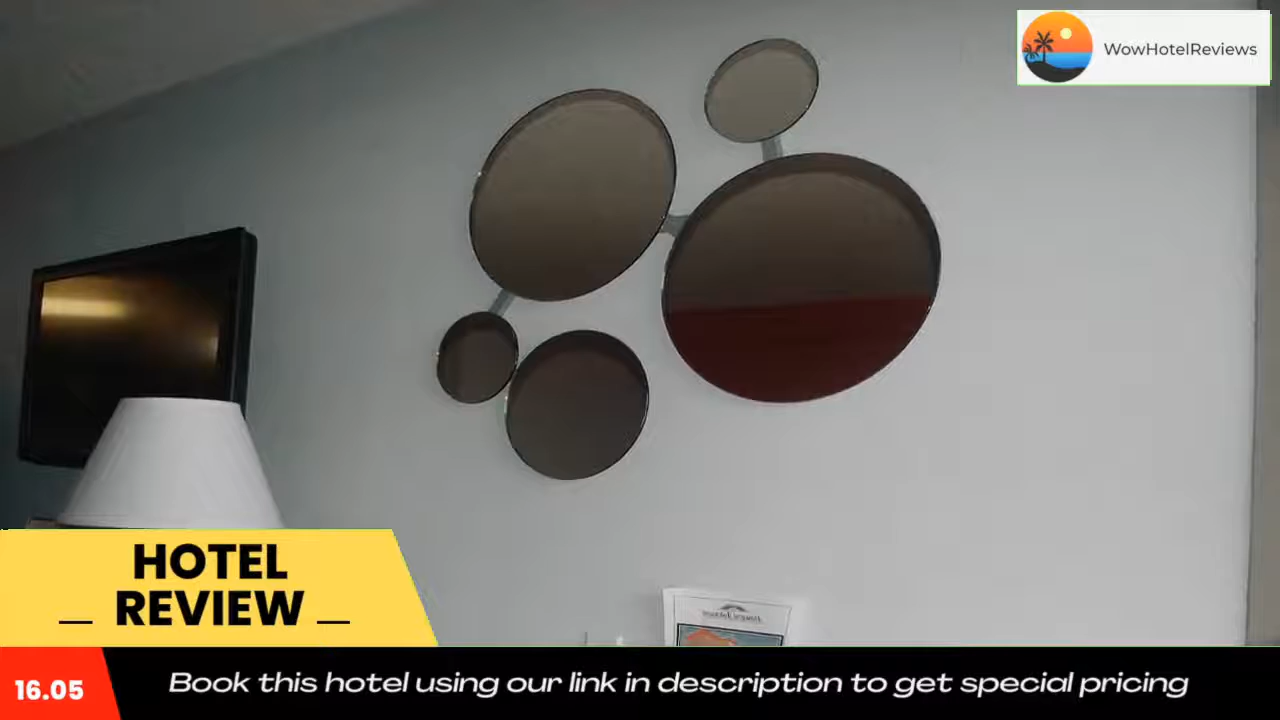 WowHotelReviews
HOTEL
REVIEW
16.05
Book this hotel using our link in description to get special pricing